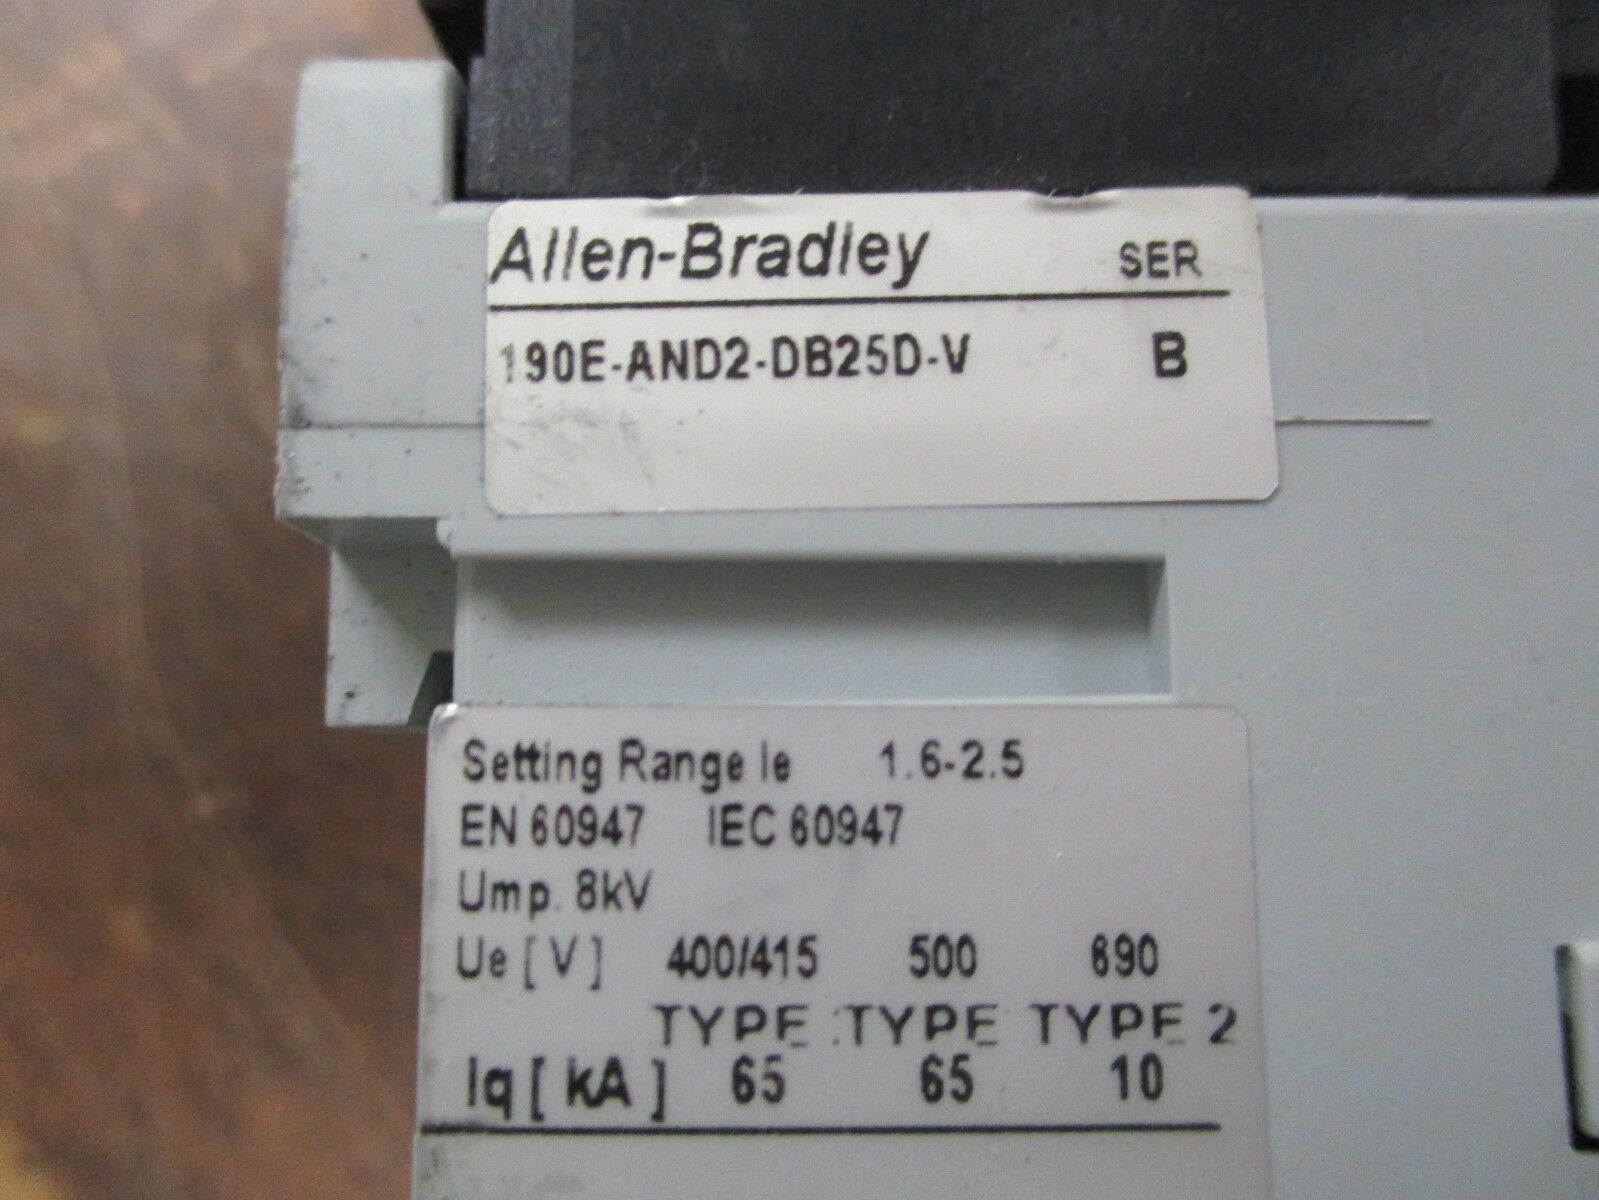 Allen-Bradley SER
190E-AND2-DB25D-V B
Setting Range Ie 1.6-2.5
EN 60947 IEC 60947
Ump. 8kV
Ue [ V ] 400/415 500 690
TYPE TYPE TYPE 2
Iq [ kA ] 65 65 10